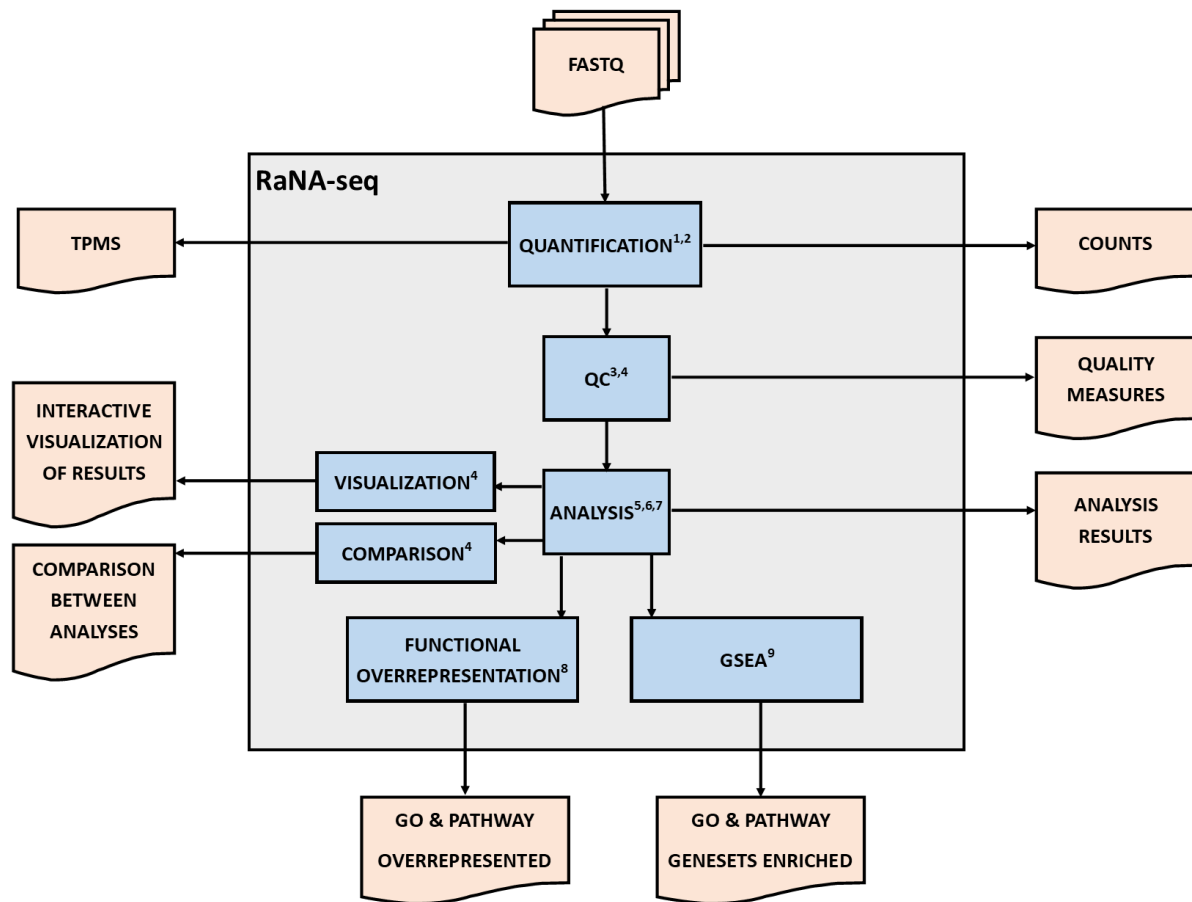 FASTQ
RaNA-seq
TPMS
QUANTIFICATION1,2
COUNTS
QC3,4
QUALITY
MEASURES
INTERACTIVE
VISUALIZATION
OF RESULTS
VISUALIZATION4
ANALYSIS5,6,7
ANALYSIS
RESULTS
COMPARISON4
COMPARISON
BETWEEN
ANALYSES
FUNCTIONAL
OVERREPRESENTATION8
GSEA9
GO & PATHWAY
OVERREPRESENTED
GO & PATHWAY
GENESETS ENRICHED